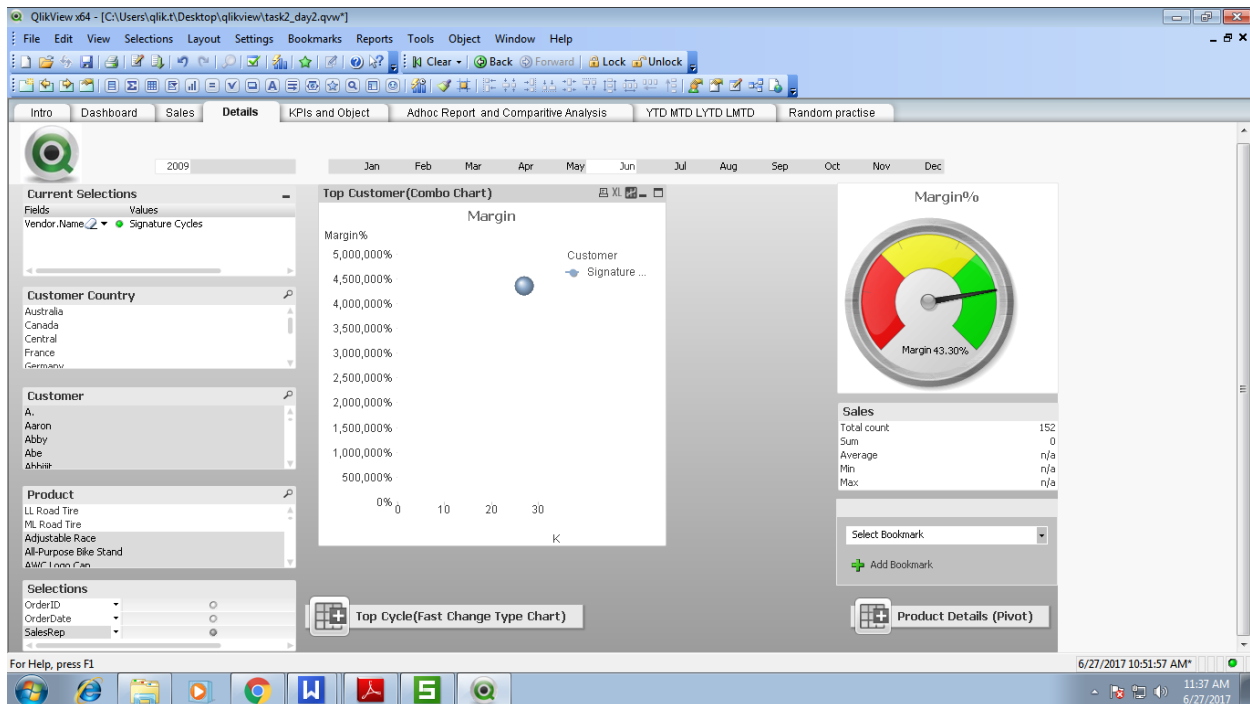 QlikView x64 - [C:\Users\qlik.t\Desktop\qlikview\task2_day2.qvw*]
File Edit View Selections Layout Settings Bookmarks Reports Tools Object Window Help
Clear Back Forward Lock Unlock
Intro Dashboard Sales Details KPIs and Object Adhoc Report and Comparitive Analysis YTD MTD LYTD LMTD Random practise
2009 Jan Feb Mar Apr May Jun Jul Aug Sep Oct Nov Dec
Current Selections
Fields Values
Vendor.Name Signature Cycles
Customer Country
Australia
Canada
Central
France
Germany
Customer
A.
Aaron
Abby
Abe
Abhijit
Product
LL Road Tire
ML Road Tire
Adjustable Race
All-Purpose Bike Stand
AWC Logo Cap
Selections
OrderID
OrderDate
SalesRep
Top Customer(Combo Chart) XL
Margin
Margin%
5,000,000%
4,500,000%
4,000,000%
3,500,000%
3,000,000%
2,500,000%
2,000,000%
1,500,000%
1,000,000%
500,000%
0%
0 10 20 30
K
Customer
Signature ...
Top Cycle(Fast Change Type Chart)
Margin%
Margin 43.30%
Sales
Total count 152
Sum 0
Average n/a
Min n/a
Max n/a
Select Bookmark
Add Bookmark
Product Details (Pivot)
For Help, press F1 6/27/2017 10:51:57 AM*
11:37 AM
6/27/2017